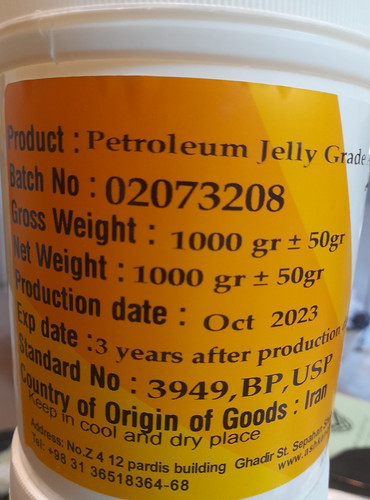 Product : Petroleum Jelly Grade
Batch No : 02073208
Gross Weight : 1000 gr ± 50gr
Net Weight : 1000 gr ± 50gr
Production date : Oct 2023
Exp date :3 years after production
Standard No : 3949,BP,USP
Country of Origin of Goods : Iran
Keep in cool and dry place
Address: No.Z 4 12 pardis building Ghadir St. Sepahan
Tel: +98 31 36518364-68